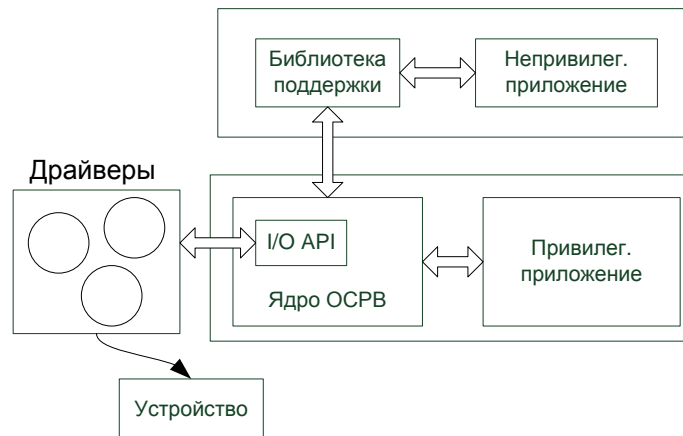 Библиотека
поддержки
Непривилег.
приложение
Драйверы
I/O API
Ядро ОСРВ
Привилег.
приложение
Устройство